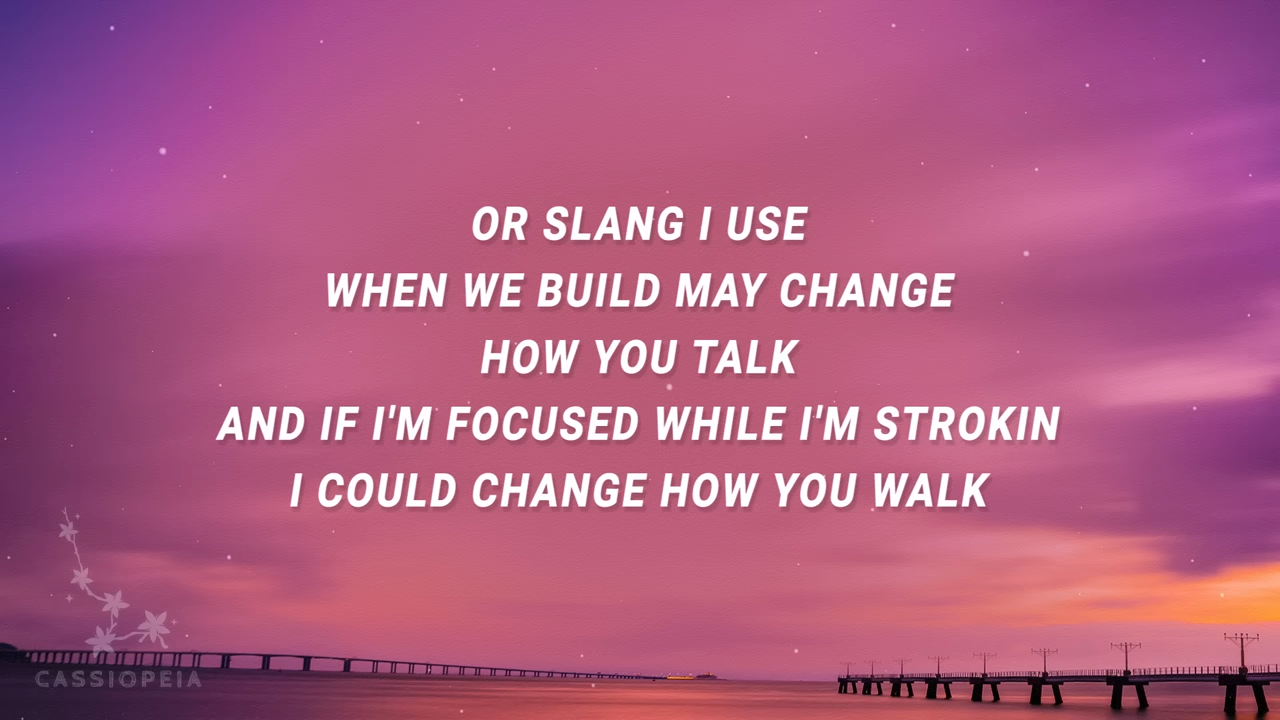 OR SLANG I USE
WHEN WE BUILD MAY CHANGE
HOW YOU TALK
AND IF I'M FOCUSED WHILE I'M STROKIN
I COULD CHANGE HOW YOU WALK
CASSIOPEIA